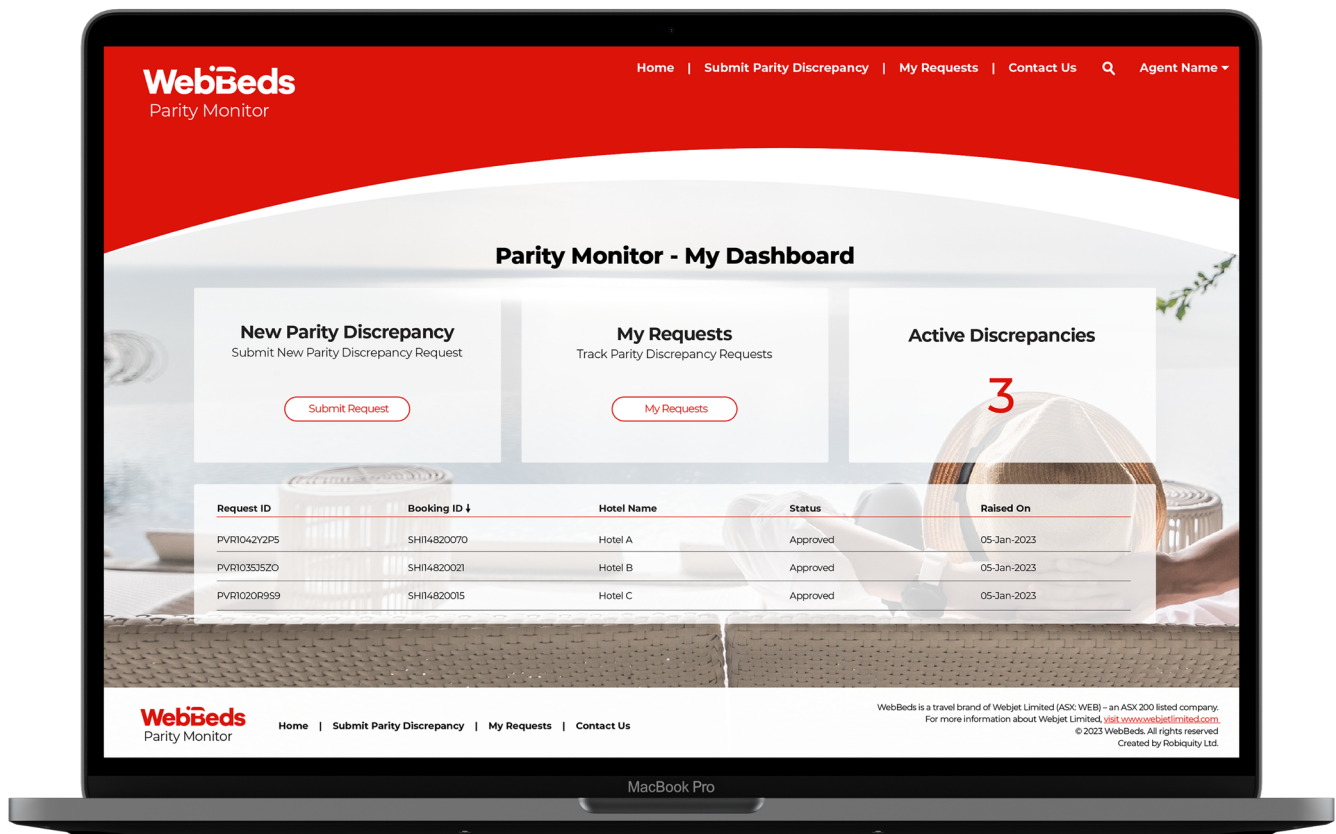 WebBeds
Parity Monitor
Home | Submit Parity Discrepancy | My Requests | Contact Us Agent Name
Parity Monitor - My Dashboard
New Parity Discrepancy
Submit New Parity Discrepancy Request
Submit Request
My Requests
Track Parity Discrepancy Requests
My Requests
Active Discrepancies
3
Request ID Booking ID ↓ Hotel Name Status Raised On
PVR1042Y2P5 SHI14820070 Hotel A Approved 05-Jan-2023
PVR1035J5ZO SHI14820021 Hotel B Approved 05-Jan-2023
PVR1020R9S9 SHI14820015 Hotel C Approved 05-Jan-2023
WebBeds
Parity Monitor
Home | Submit Parity Discrepancy | My Requests | Contact Us
WebBeds is a travel brand of Webjet Limited (ASX: WEB) – an ASX 200 listed company.
For more information about Webjet Limited, visit www.webjetlimited.com
© 2023 WebBeds. All rights reserved
Created by Robiquity Ltd.
MacBook Pro